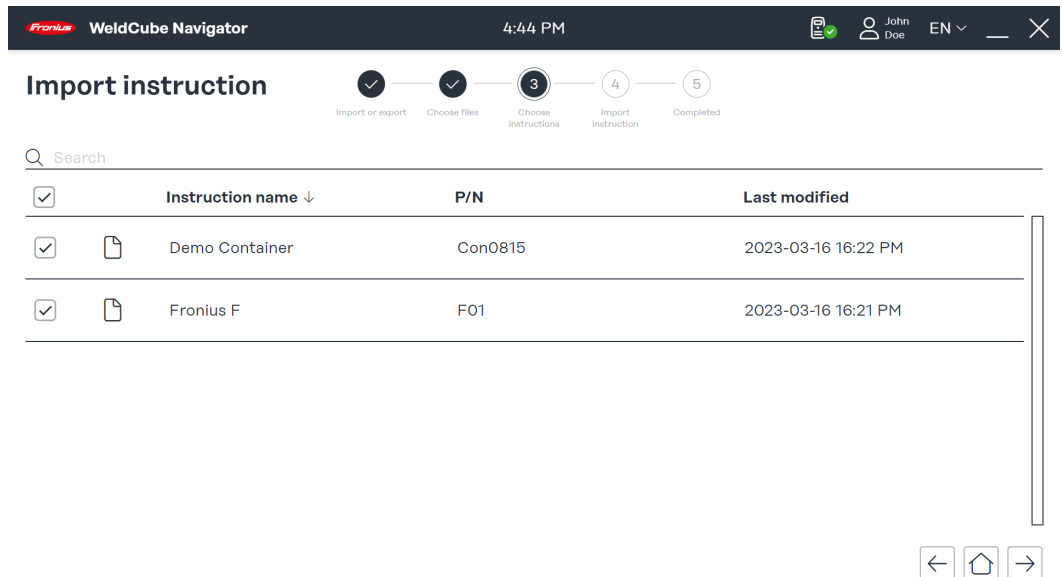 Fronius WeldCube Navigator 4:44 PM John Doe EN
Import instruction
3 4 5
Import or export Choose files Choose instructions Import instruction Completed
Search
Instruction name ↓ P/N Last modified
Demo Container Con0815 2023-03-16 16:22 PM
Fronius F F01 2023-03-16 16:21 PM